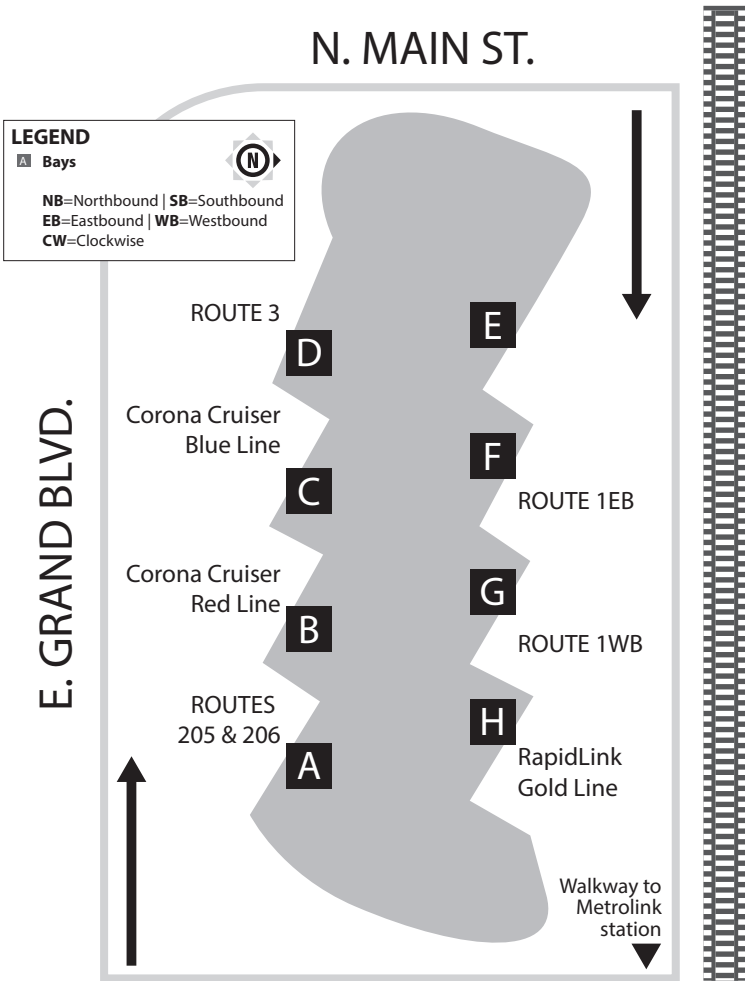 N. MAIN ST.
LEGEND
A Bays
N
NB=Northbound | SB=Southbound
EB=Eastbound | WB=Westbound
CW=Clockwise
E. GRAND BLVD.
ROUTE 3
D
E
Corona Cruiser
Blue Line
C
F
ROUTE 1EB
Corona Cruiser
Red Line
B
G
ROUTE 1WB
ROUTES
205 & 206
A
H
RapidLink
Gold Line
Walkway to
Metrolink
station